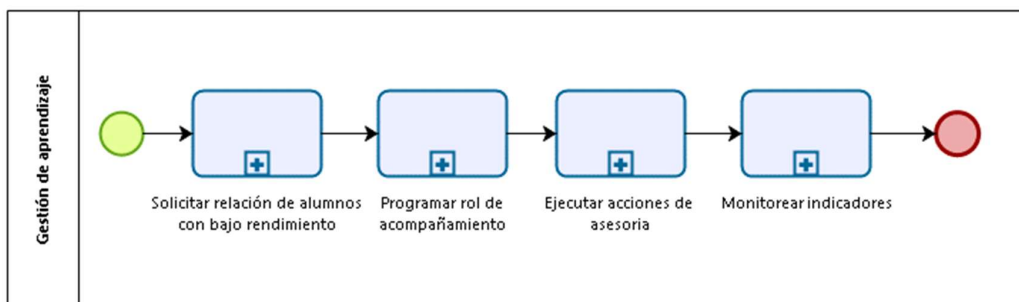 Gestión de aprendizaje
Solicitar relación de alumnos
con bajo rendimiento
Programar rol de
acompañamiento
Ejecutar acciones de
asesoria
Monitorear indicadores